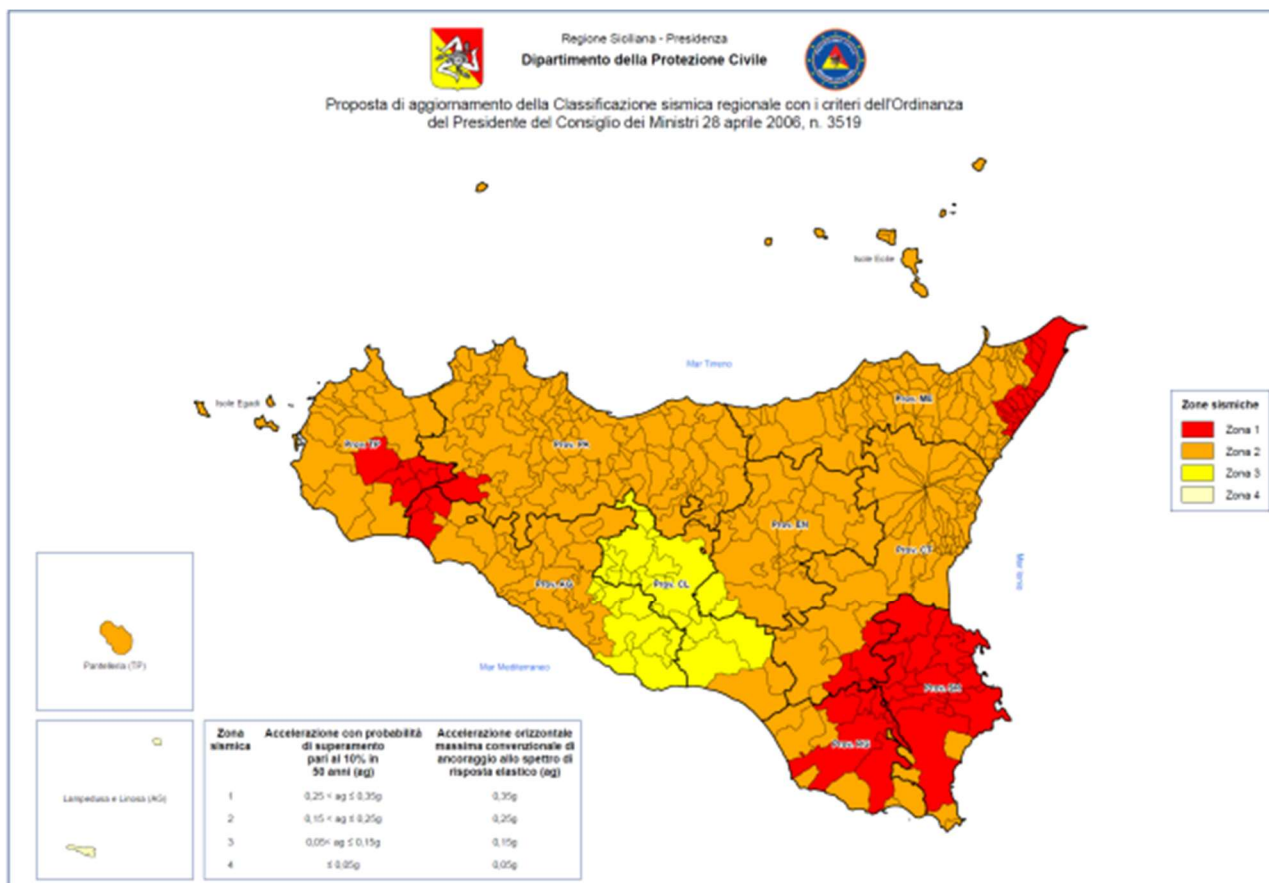 Regione Siciliana - Presidenza
Dipartimento della Protezione Civile
Proposta di aggiornamento della Classificazione sismica regionale con i criteri dell'Ordinanza
del Presidente del Consiglio dei Ministri 28 aprile 2006, n. 3519
Isole Eolie
Mar Tirreno
Isole Egadi
Prov. ME
Prov. TP
Prov. PA
Zone sismiche
Zona 1
Zona 2
Zona 3
Zona 4
Prov. EN
Prov. CT
Mar Ionio
Prov. AG
Prov. CL
Pantelleria (TP)
Mar Mediterraneo
Prov. SR
Prov. RG
Lampedusa e Linosa (AG)
Zona sismica
Accelerazione con probabilità
di superamento
pari al 10% in
50 anni (ag)
Accelerazione orizzontale
massima convenzionale di
ancoraggio allo spettro di
risposta elastico (ag)
1 0,25 < ag ≤ 0,35g 0,35g
2 0,15 < ag ≤ 0,25g 0,25g
3 0,05< ag ≤ 0,15g 0,15g
4 ≤ 0,05g 0,05g